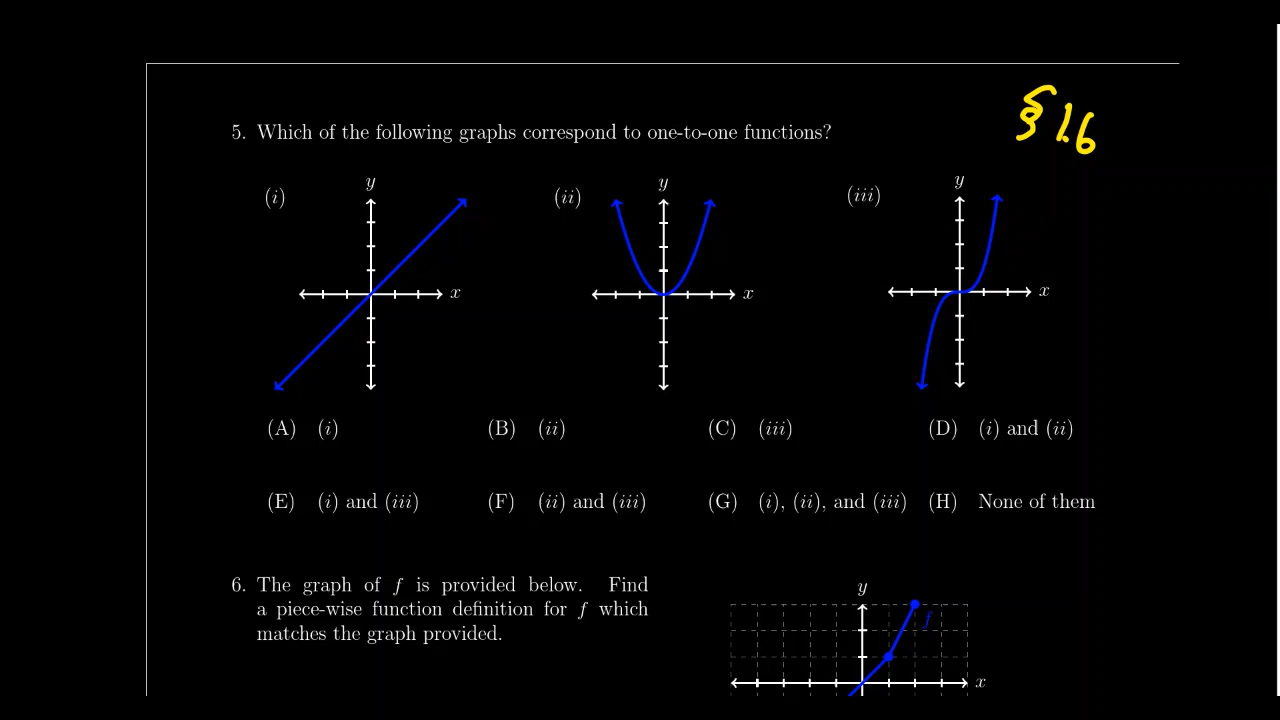 §1.6
5. Which of the following graphs correspond to one-to-one functions?
(i) y x
(ii) y x
(iii) y x
(A) (i) (B) (ii) (C) (iii) (D) (i) and (ii)
(E) (i) and (iii) (F) (ii) and (iii) (G) (i), (ii), and (iii) (H) None of them
6. The graph of f is provided below. Find
a piece-wise function definition for f which
matches the graph provided.
y
f
x